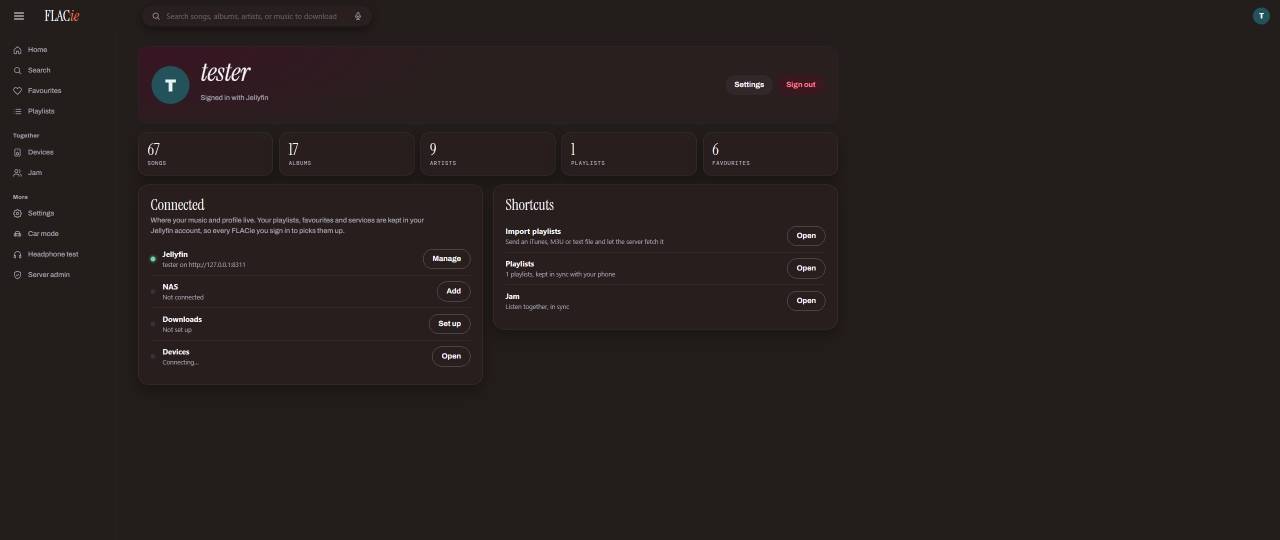 FLACie
Search songs, albums, artists, or music to download
T
Home
Search
Favourites
Playlists
Together
Devices
Jam
More
Settings
Car mode
Headphone test
Server admin
T
tester
Signed in with Jellyfin
Settings
Sign out
67
SONGS
17
ALBUMS
9
ARTISTS
1
PLAYLISTS
6
FAVOURITES
Connected
Where your music and profile live. Your playlists, favourites and services are kept in your
Jellyfin account, so every FLACie you sign in to picks them up.
Jellyfin
tester on http://127.0.0.1:8311
Manage
NAS
Not connected
Add
Downloads
Not set up
Set up
Devices
Connecting...
Open
Shortcuts
Import playlists
Send an iTunes, M3U or text file and let the server fetch it
Open
Playlists
1 playlists, kept in sync with your phone
Open
Jam
Listen together, in sync
Open